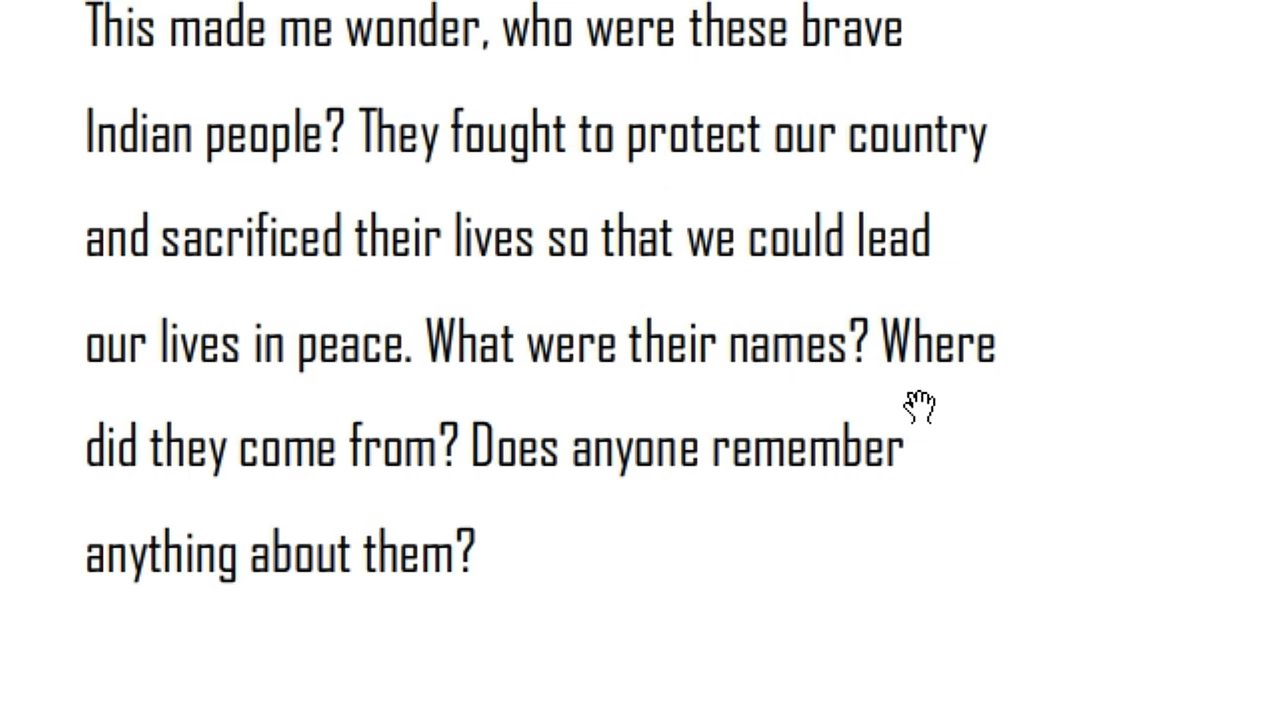 This made me wonder, who were these brave
Indian people? They fought to protect our country
and sacrificed their lives so that we could lead
our lives in peace. What were their names? Where
did they come from? Does anyone remember
anything about them?